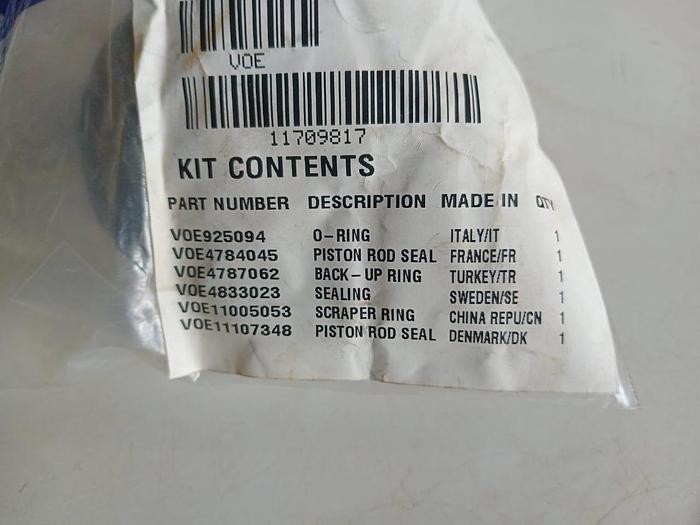 VOE
11709817
KIT CONTENTS
PART NUMBER DESCRIPTION MADE IN QTY
VOE925094 O-RING ITALY/IT 1
VOE4784045 PISTON ROD SEAL FRANCE/FR 1
VOE4787062 BACK-UP RING TURKEY/TR 1
VOE4833023 SEALING SWEDEN/SE 1
VOE11005053 SCRAPER RING CHINA REPU/CN 1
VOE11107348 PISTON ROD SEAL DENMARK/DK 1